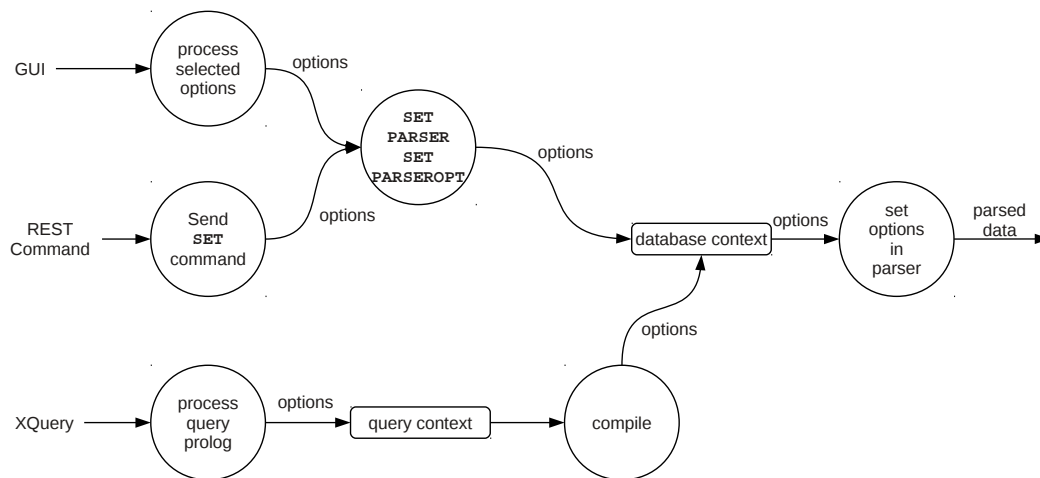 GUI
process
selected
options
options
SET
PARSER
SET
PARSEROPT
options
REST
Command
Send
SET
command
options
database context
options
set
options
in
parser
parsed
data
options
XQuery
process
query
prolog
options
query context
compile